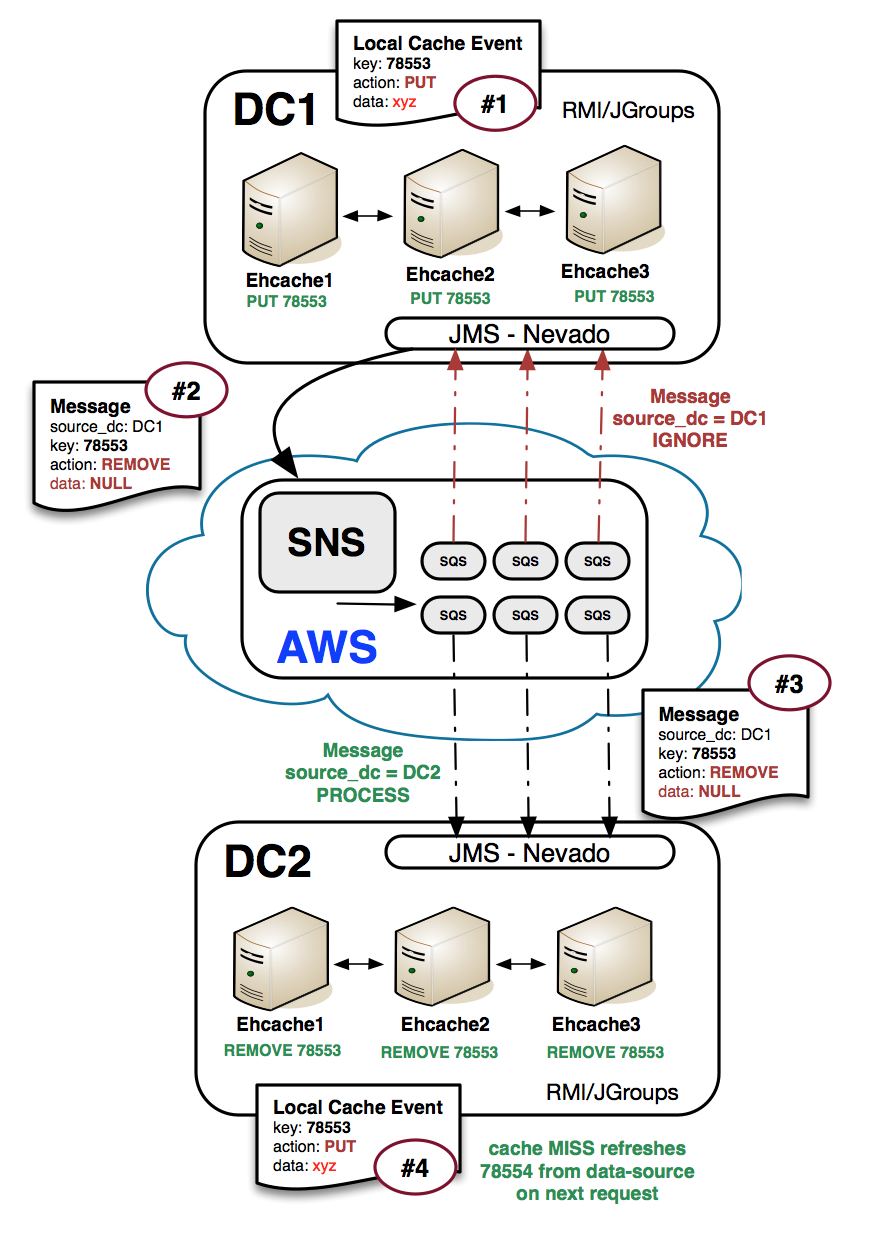 Local Cache Event
key: 78553
action: PUT
data: xyz
#1
DC1
RMI/JGroups
Ehcache1
PUT 78553
Ehcache2
PUT 78553
Ehcache3
PUT 78553
JMS - Nevado
#2
Message
source_dc: DC1
key: 78553
action: REMOVE
data: NULL
Message
source_dc = DC1
IGNORE
SNS
SQS
SQS
SQS
SQS
SQS
SQS
AWS
#3
Message
source_dc: DC1
key: 78553
action: REMOVE
data: NULL
Message
source_dc = DC2
PROCESS
DC2
JMS - Nevado
Ehcache1
REMOVE 78553
Ehcache2
REMOVE 78553
Ehcache3
REMOVE 78553
RMI/JGroups
Local Cache Event
key: 78553
action: PUT
data: xyz
#4
cache MISS refreshes
78554 from data-source
on next request